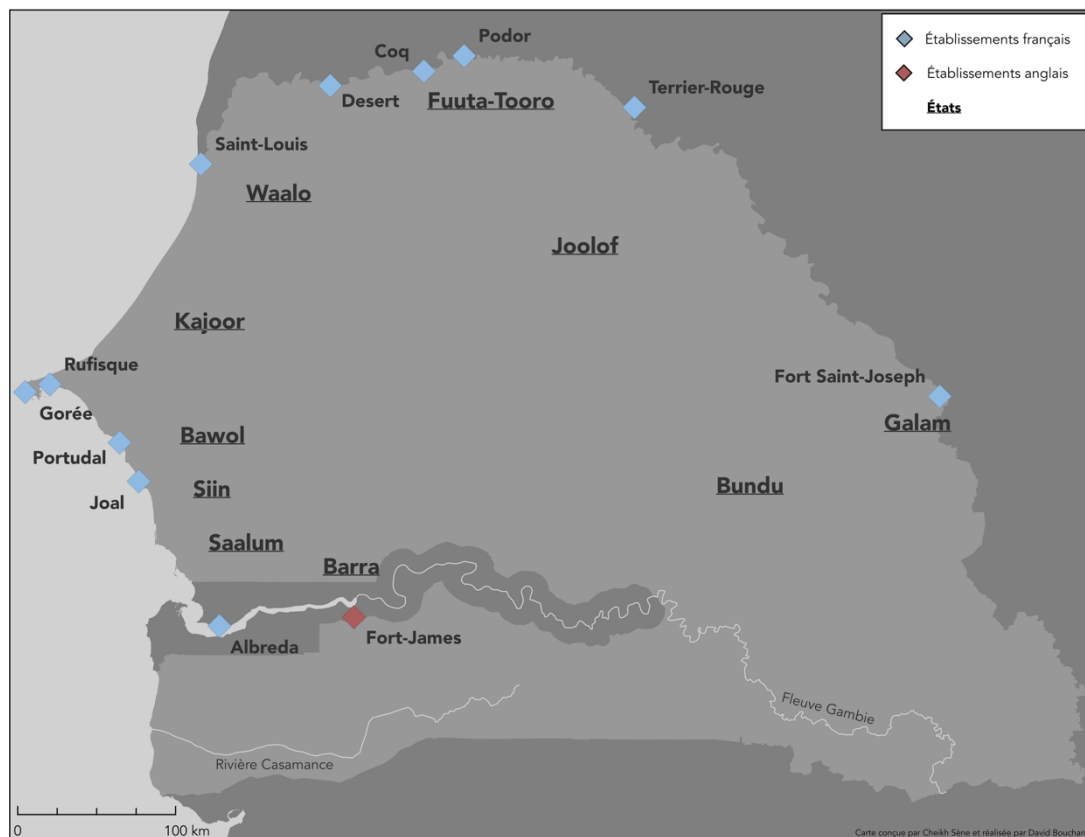 Podor
Coq
Établissements français
Établissements anglais
États
Desert
Fuuta-Tooro
Terrier-Rouge
Saint-Louis
Waalo
Joolof
Kajoor
Rufisque
Gorée
Fort Saint-Joseph
Galam
Bawol
Portudal
Siin
Bundu
Joal
Saalum
Barra
Albreda
Fort-James
Fleuve Gambie
Rivière Casamance
0
100 km
Carte conçue par Cheikh Sène et réalisée par David Bouchar